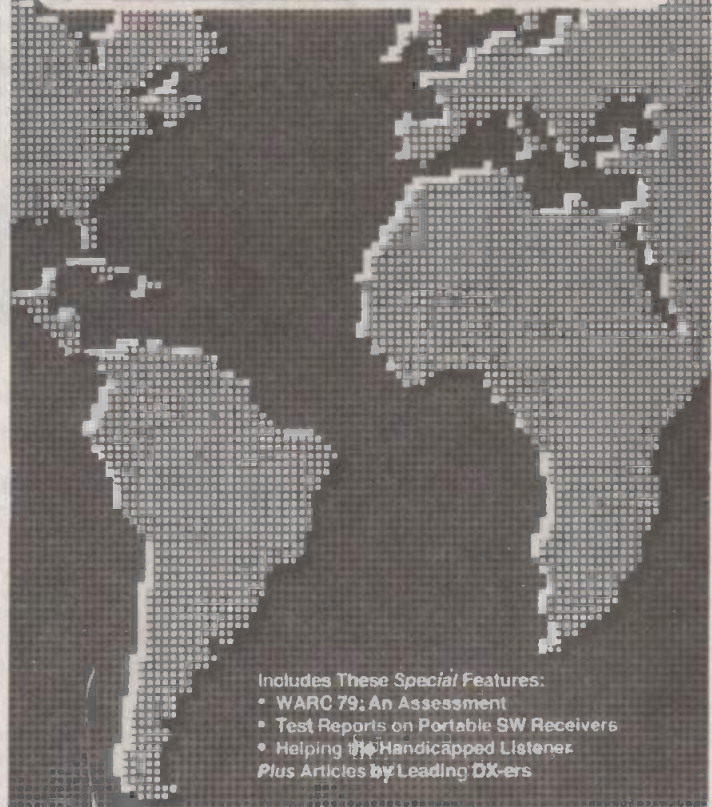 Includes These Special Features:
• WARC 79: An Assessment
• Test Reports on Portable SW Receivers
• Helping the Handicapped Listener
Plus Articles by Leading DX-ers